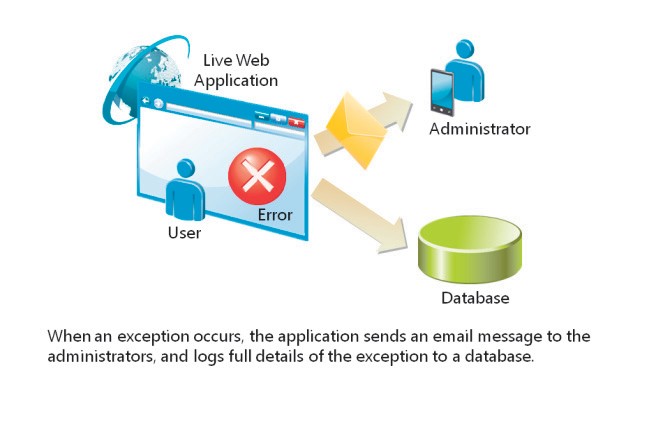 Live Web
Application
Administrator
Error
User
Database
When an exception occurs, the application sends an email message to the
administrators, and logs full details of the exception to a database.